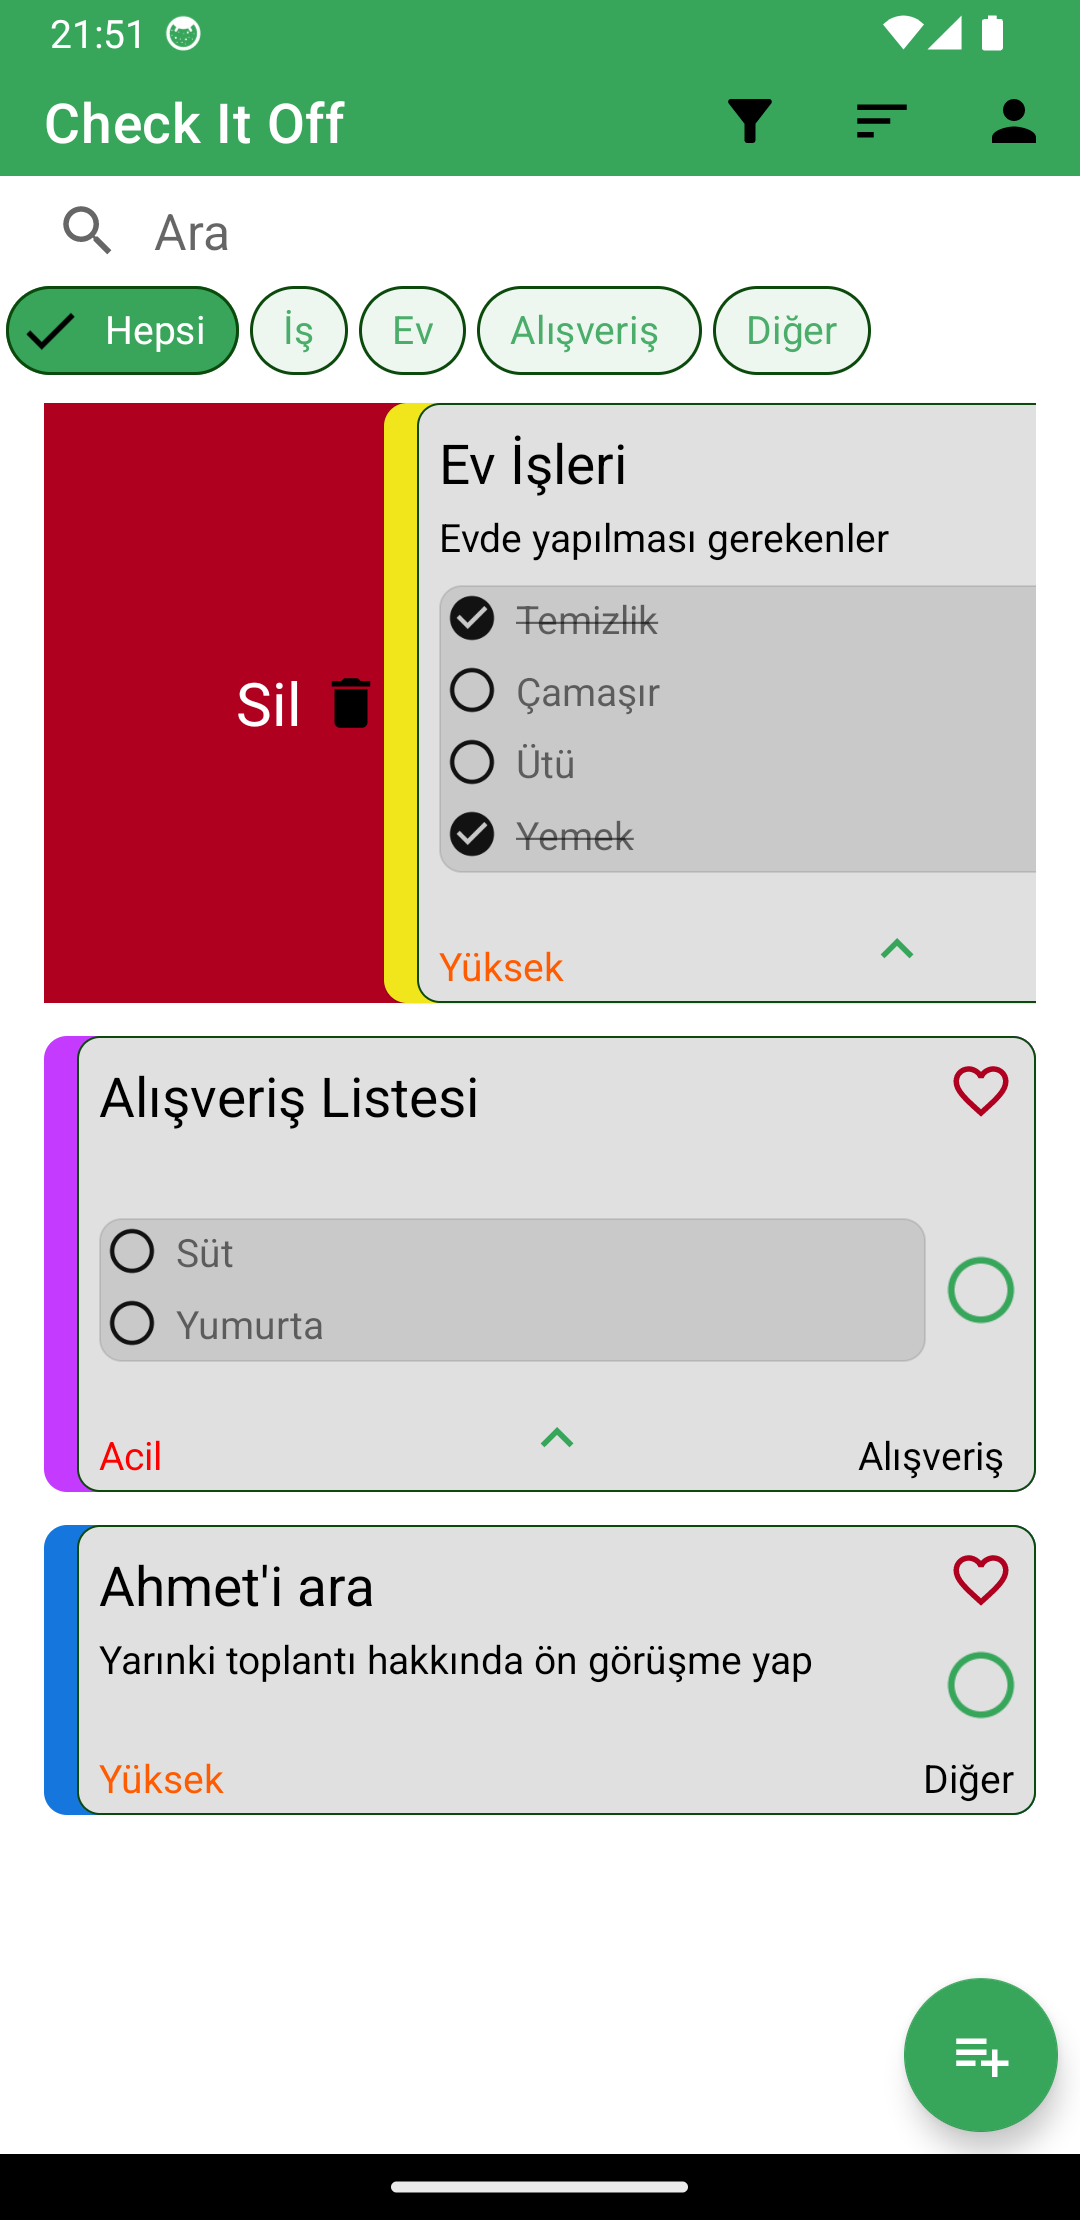 21:51
Check It Off
Ara
Hepsi İş Ev Alışveriş Diğer
Ev İşleri
Evde yapılması gerekenler
Temizlik
Çamaşır
Sil
Ütü
Yemek
Yüksek
Alışveriş Listesi
Süt
Yumurta
Acil Alışveriş
Ahmet'i ara
Yarınki toplantı hakkında ön görüşme yap
Yüksek Diğer